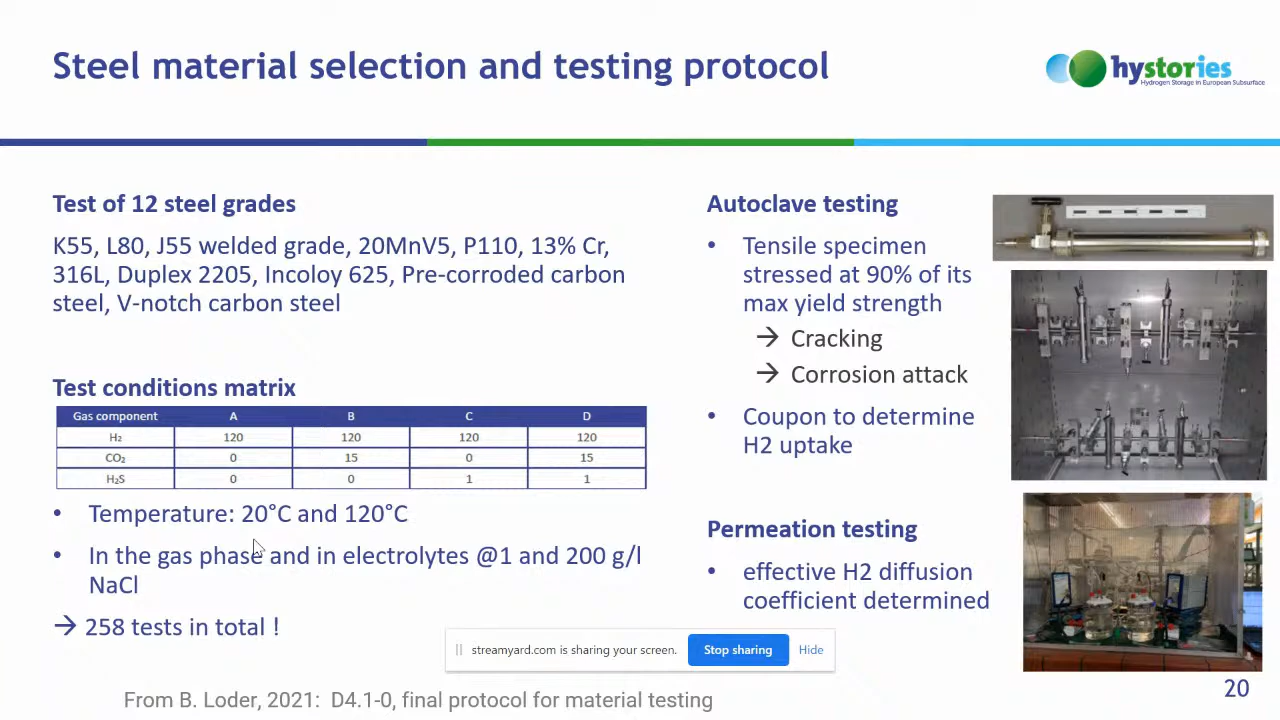 Steel material selection and testing protocol
hystories
Hydrogen Storage in European Subsurface
Test of 12 steel grades
K55, L80, J55 welded grade, 20MnV5, P110, 13% Cr,
316L, Duplex 2205, Incoloy 625, Pre-corroded carbon
steel, V-notch carbon steel
Test conditions matrix
Gas component A B C D
H₂ 120 120 120 120
CO₂ 0 15 0 15
H₂S 0 0 1 1
• Temperature: 20°C and 120°C
• In the gas phase and in electrolytes @1 and 200 g/l
NaCl
→ 258 tests in total !
Autoclave testing
• Tensile specimen
stressed at 90% of its
max yield strength
→ Cracking
→ Corrosion attack
• Coupon to determine
H2 uptake
Permeation testing
• effective H2 diffusion
coefficient determined
streamyard.com is sharing your screen. Stop sharing Hide
From B. Loder, 2021: D4.1-0, final protocol for material testing
20